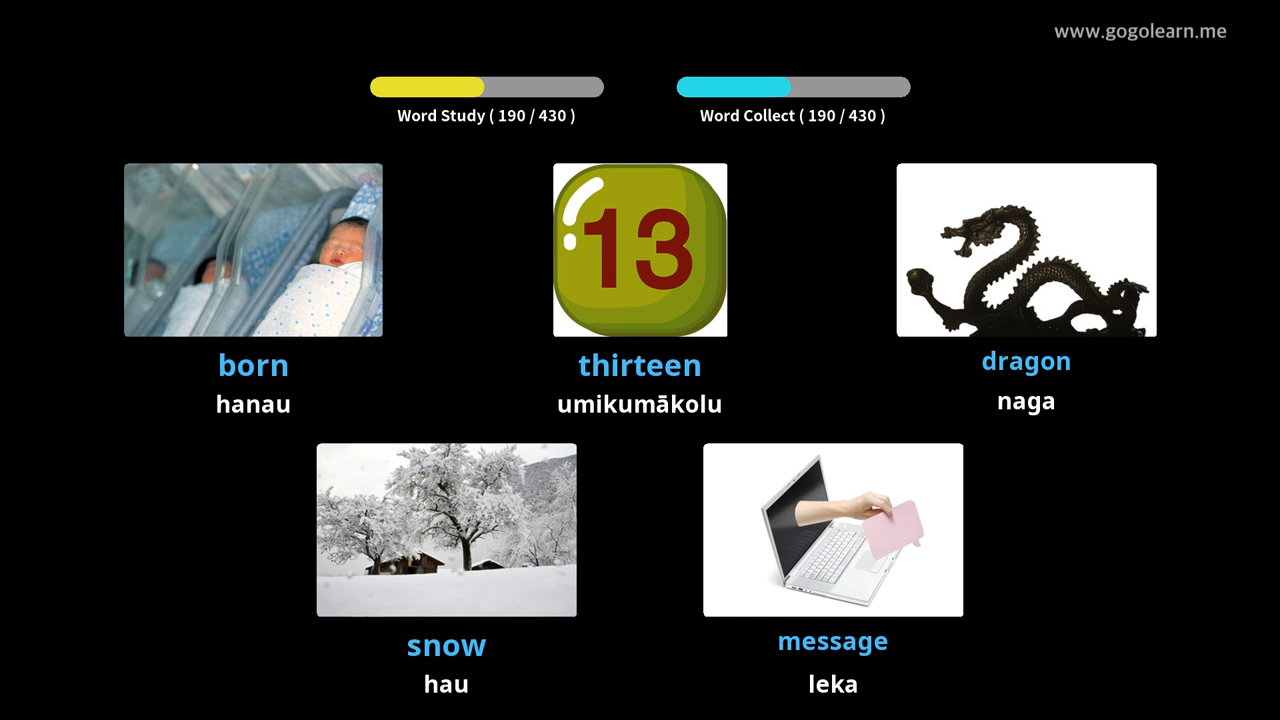 www.gogolearn.me
Word Study ( 190 / 430 )
Word Collect ( 190 / 430 )
13
born
hanau
thirteen
umikumākolu
dragon
naga
snow
hau
message
leka